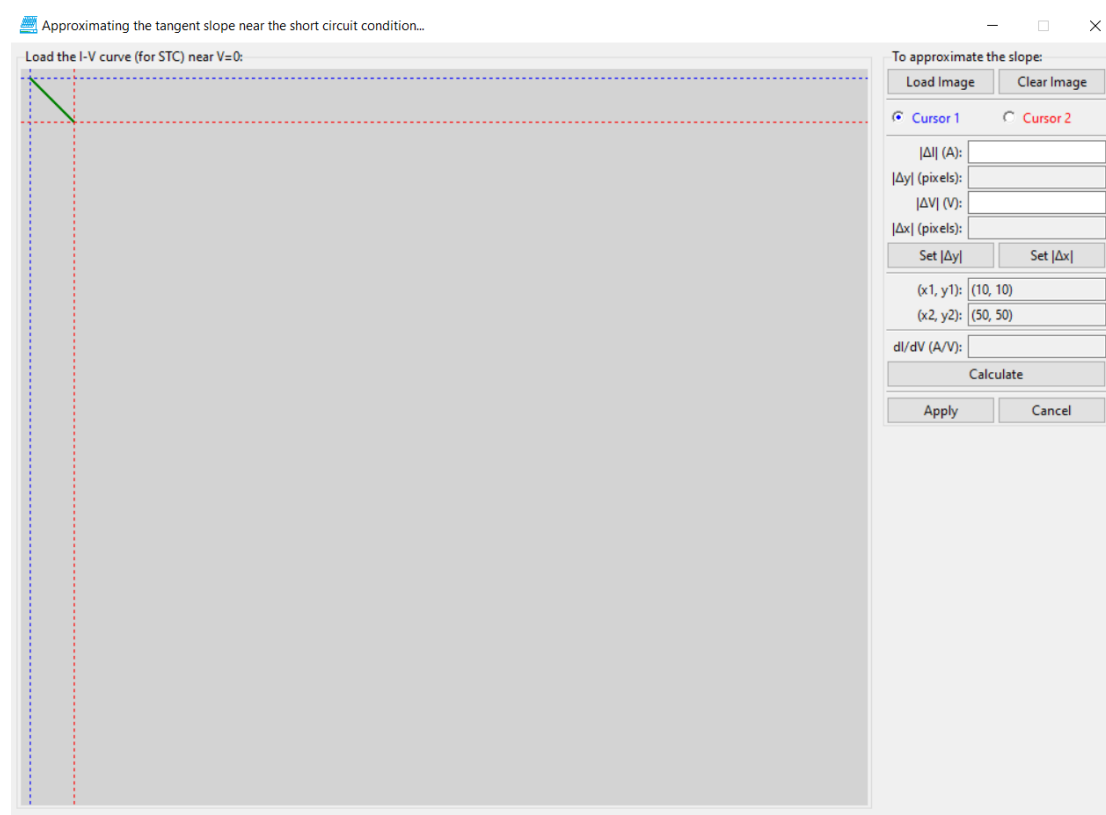 Approximating the tangent slope near the short circuit condition...
Load the I-V curve (for STC) near V=0:
To approximate the slope:
Load Image Clear Image
Cursor 1 Cursor 2
|ΔI| (A):
|Δy| (pixels):
|ΔV| (V):
|Δx| (pixels):
Set |Δy| Set |Δx|
(x1, y1): (10, 10)
(x2, y2): (50, 50)
dI/dV (A/V):
Calculate
Apply Cancel